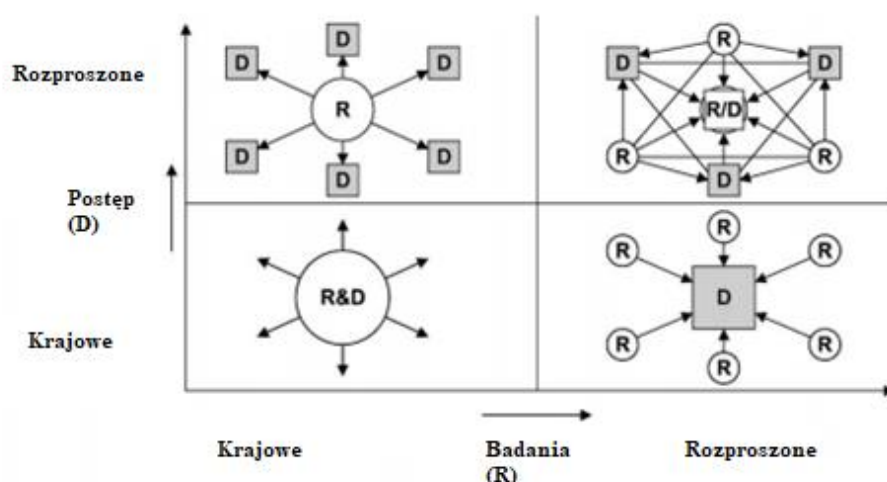 Rozproszone
Postęp
(D)
Krajowe
D
D
D
R
D
D
D
R
D
D
R/D
R
R
D
R&D
R
R
R
D
R
R
R
Krajowe
Badania
(R)
Rozproszone